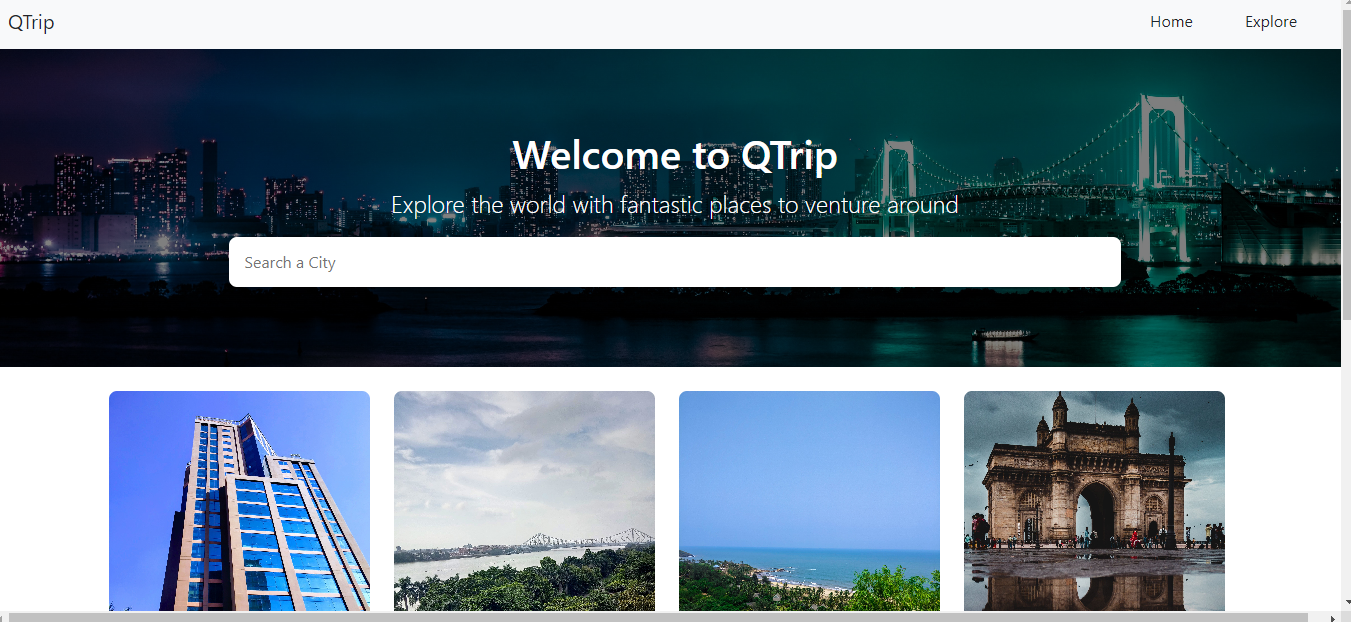 QTrip
Home
Explore
Welcome to QTrip
Explore the world with fantastic places to venture around
Search a City